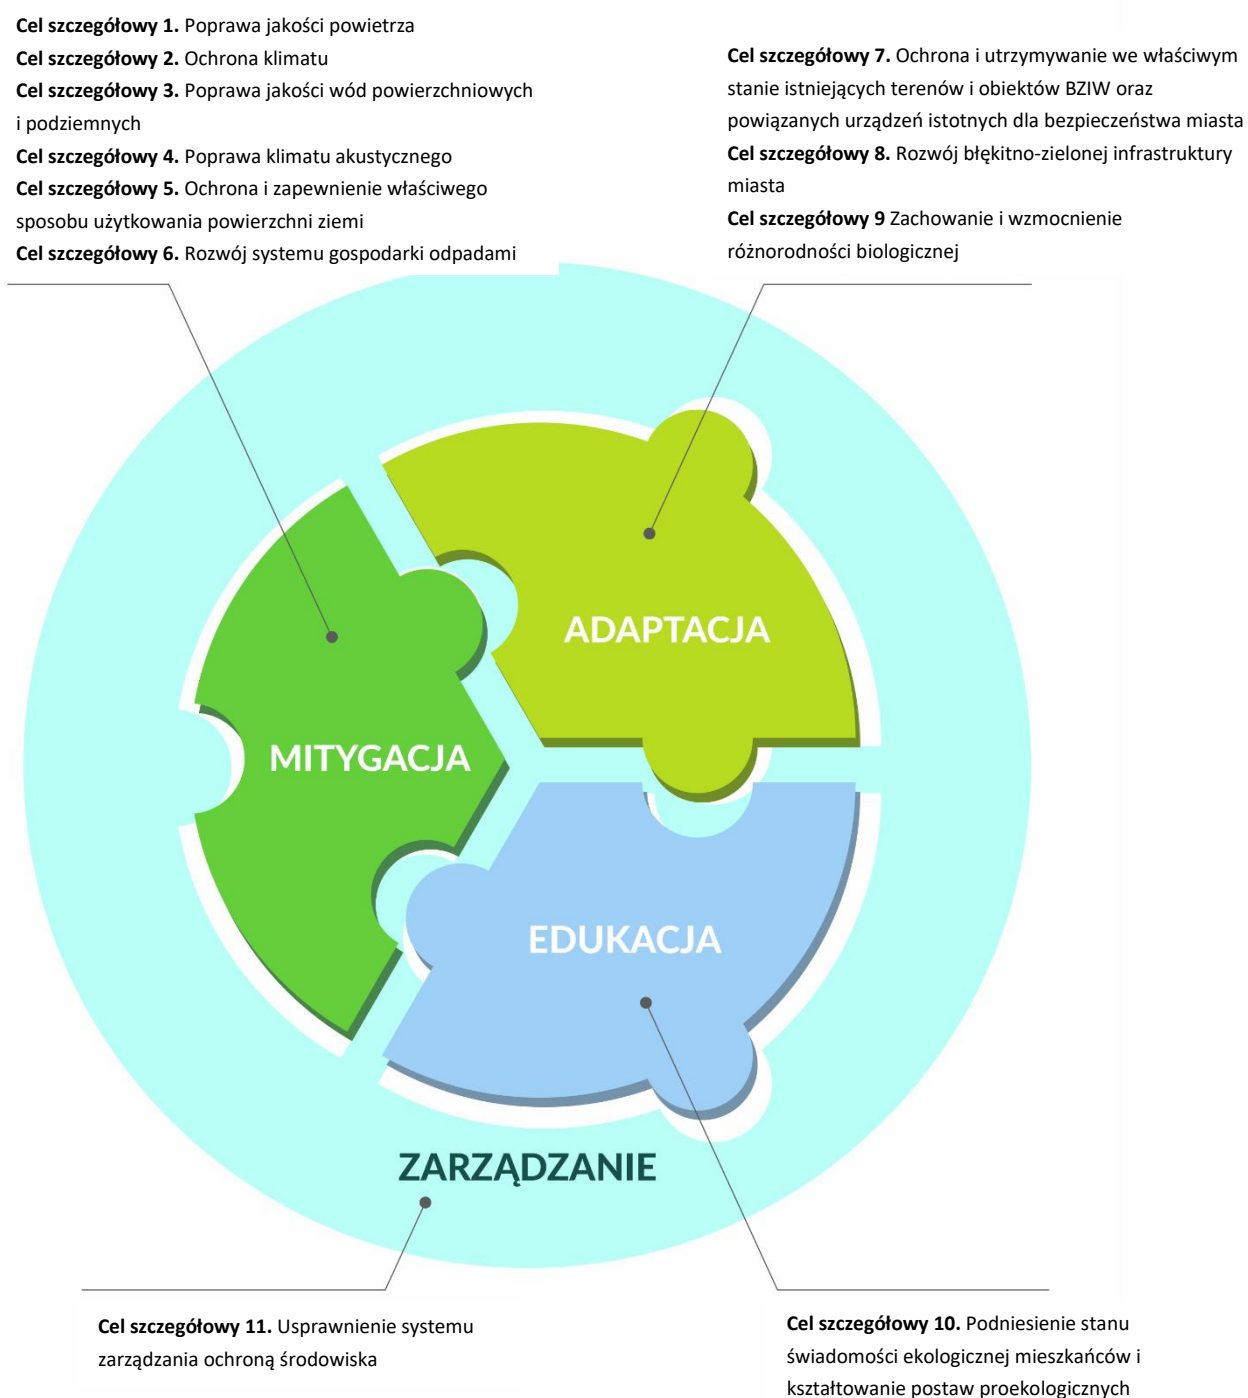 Cel szczegółowy 1. Poprawa jakości powietrza
Cel szczegółowy 2. Ochrona klimatu
Cel szczegółowy 3. Poprawa jakości wód powierzchniowych
i podziemnych
Cel szczegółowy 4. Poprawa klimatu akustycznego
Cel szczegółowy 5. Ochrona i zapewnienie właściwego
sposobu użytkowania powierzchni ziemi
Cel szczegółowy 6. Rozwój systemu gospodarki odpadami
Cel szczegółowy 7. Ochrona i utrzymywanie we właściwym
stanie istniejących terenów i obiektów BZIW oraz
powiązanych urządzeń istotnych dla bezpieczeństwa miasta
Cel szczegółowy 8. Rozwój błękitno-zielonej infrastruktury
miasta
Cel szczegółowy 9 Zachowanie i wzmocnienie
różnorodności biologicznej
ADAPTACJA
MITYGACJA
EDUKACJA
ZARZĄDZANIE
Cel szczegółowy 11. Usprawnienie systemu
zarządzania ochroną środowiska
Cel szczegółowy 10. Podniesienie stanu
świadomości ekologicznej mieszkańców i
kształtowanie postaw proekologicznych